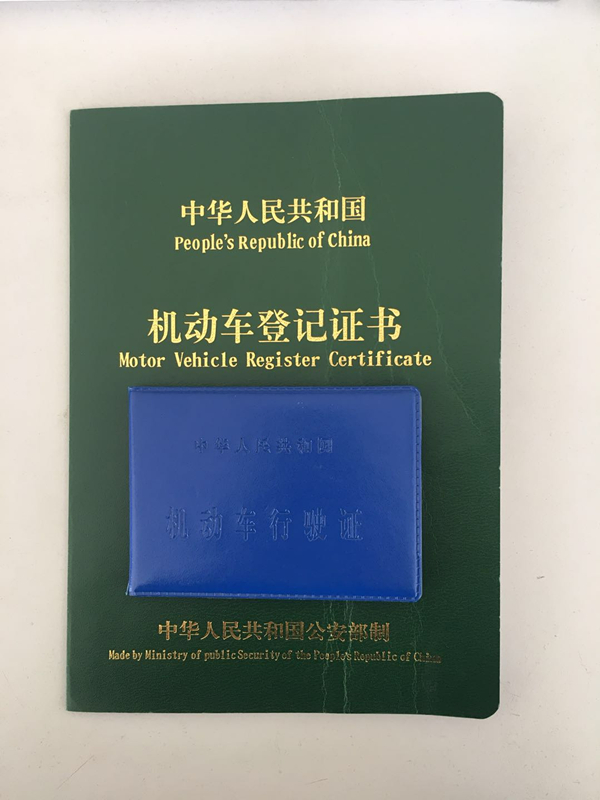 中华人民共和国
People's Republic of China
机动车登记证书
Motor Vehicle Register Certificate
中华人民共和国
机动车行驶证
中华人民共和国公安部制
Made by Ministry of public Security of the People's Republic of China